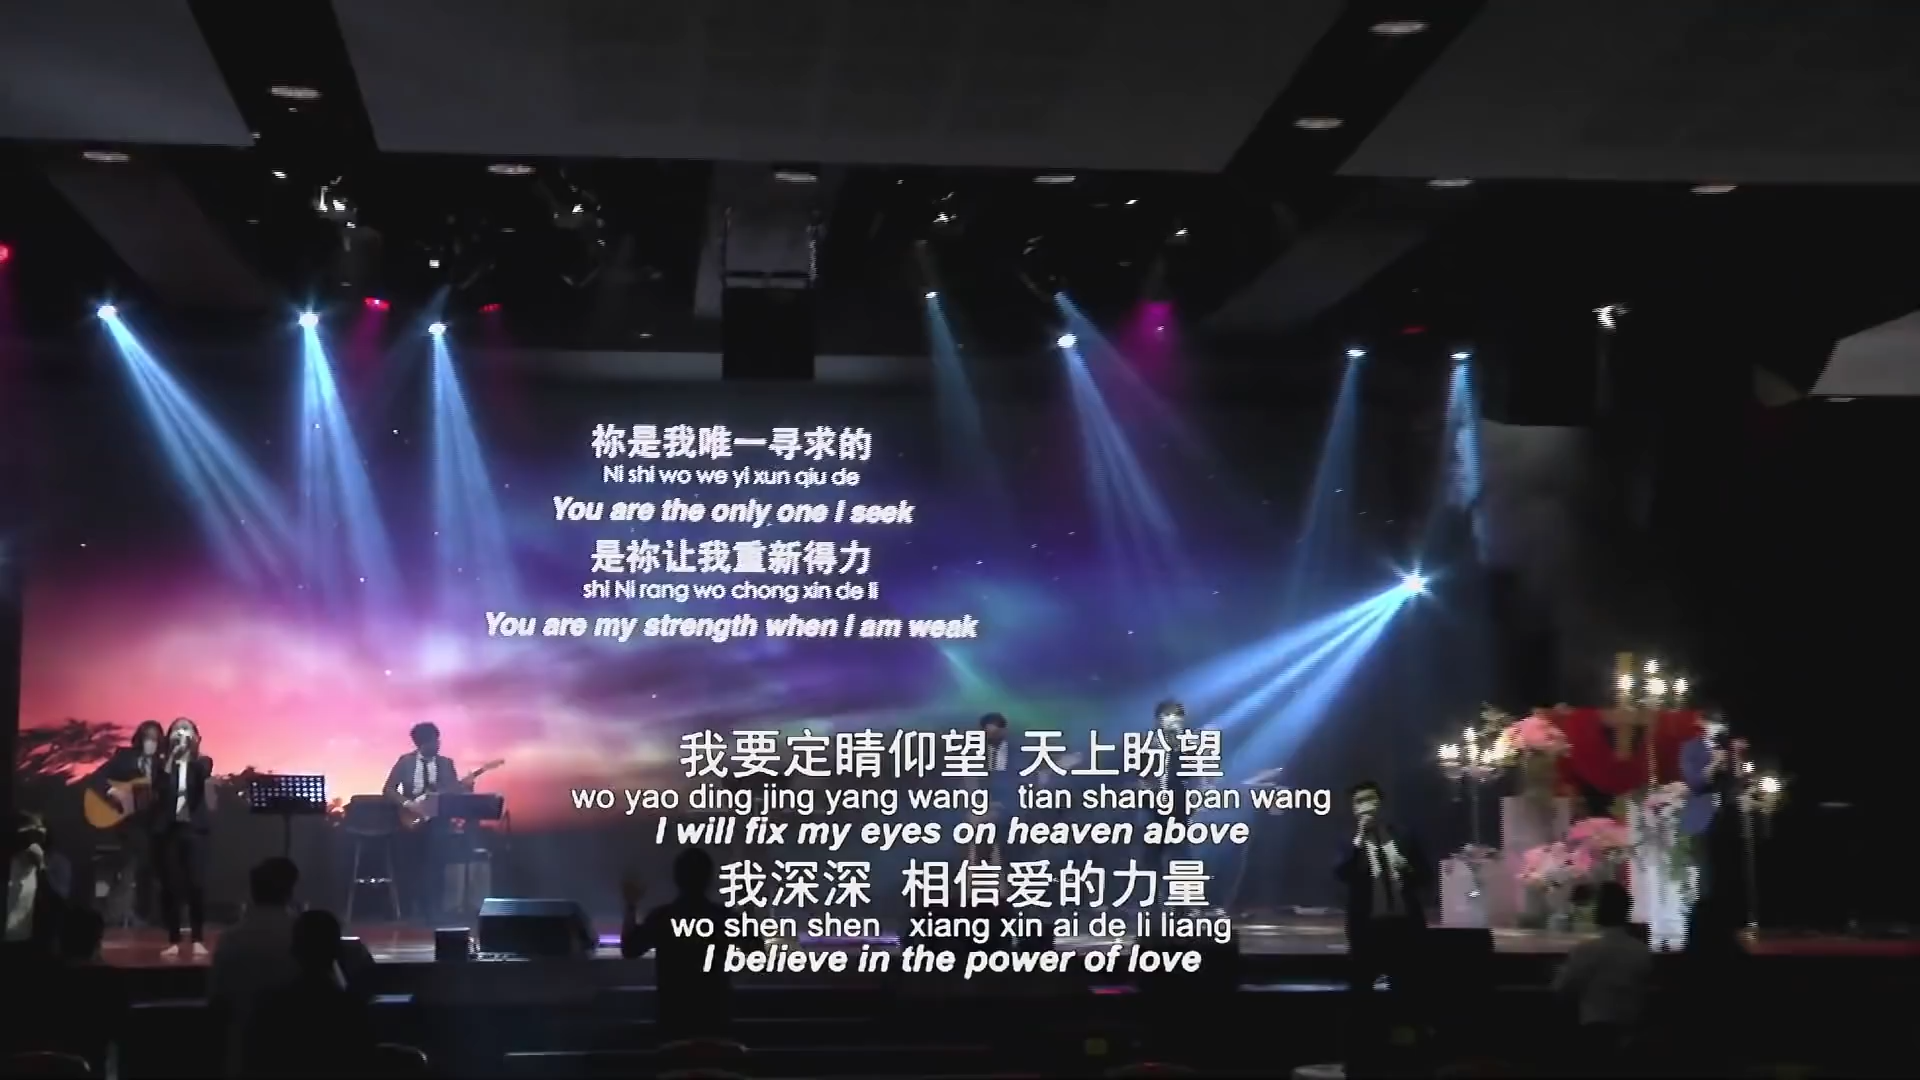 祢是我唯一寻求的
Ni shi wo we yi xun qiu de
You are the only one I seek
是祢让我重新得力
shi Ni rang wo chong xin de li
You are my strength when I am weak
我要定睛仰望 天上盼望
wo yao ding jing yang wang tian shang pan wang
I will fix my eyes on heaven above
我深深 相信爱的力量
wo shen shen xiang xin ai de li liang
I believe in the power of love